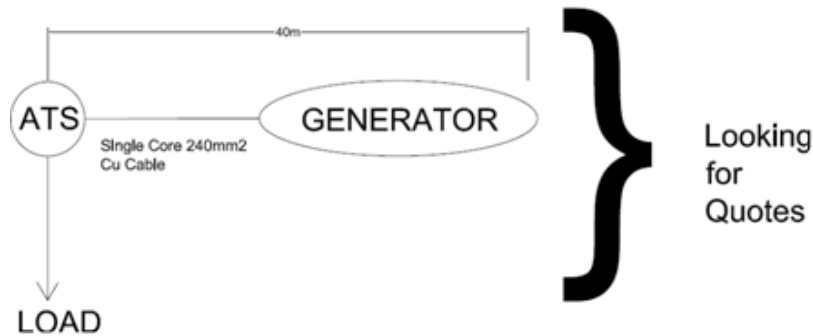 40m
ATS
GENERATOR
SIngle Core 240mm2
Cu Cable
Looking
for
Quotes
LOAD